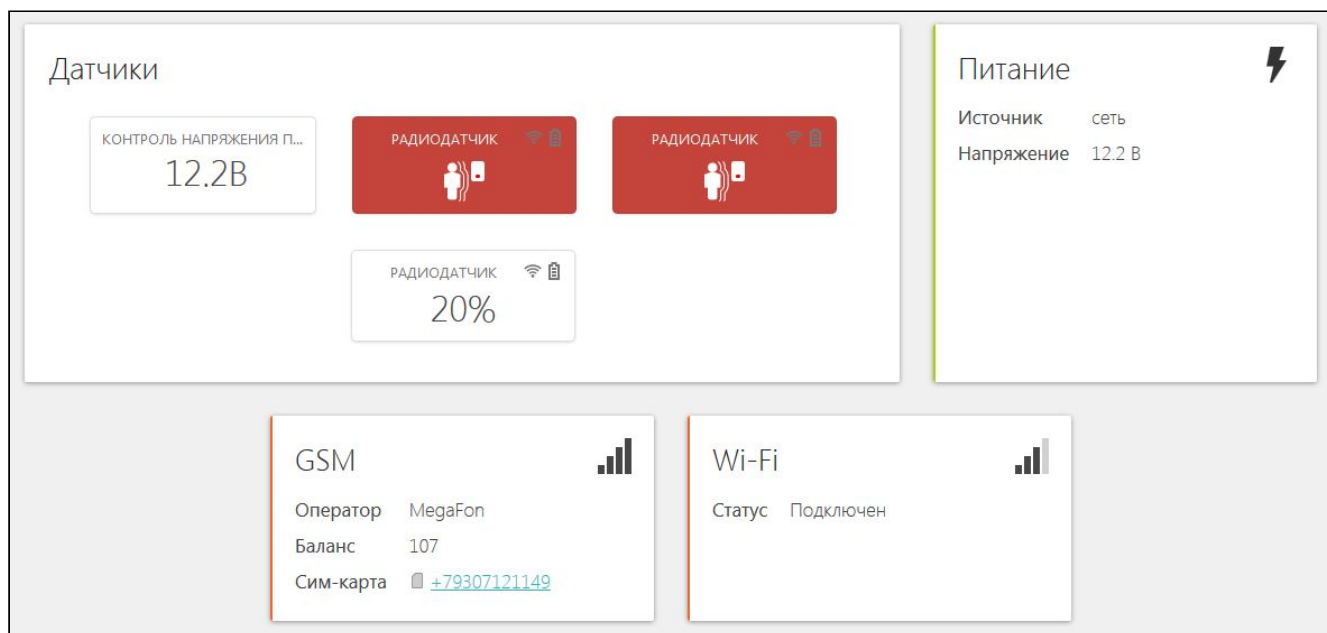 Датчики
КОНТРОЛЬ НАПРЯЖЕНИЯ П...
12.2В
РАДИОДАТЧИК
РАДИОДАТЧИК
РАДИОДАТЧИК
20%
Питание
Источник сеть
Напряжение 12.2 В
GSM
Оператор MegaFon
Баланс 107
Сим-карта +79307121149
Wi-Fi
Статус Подключен